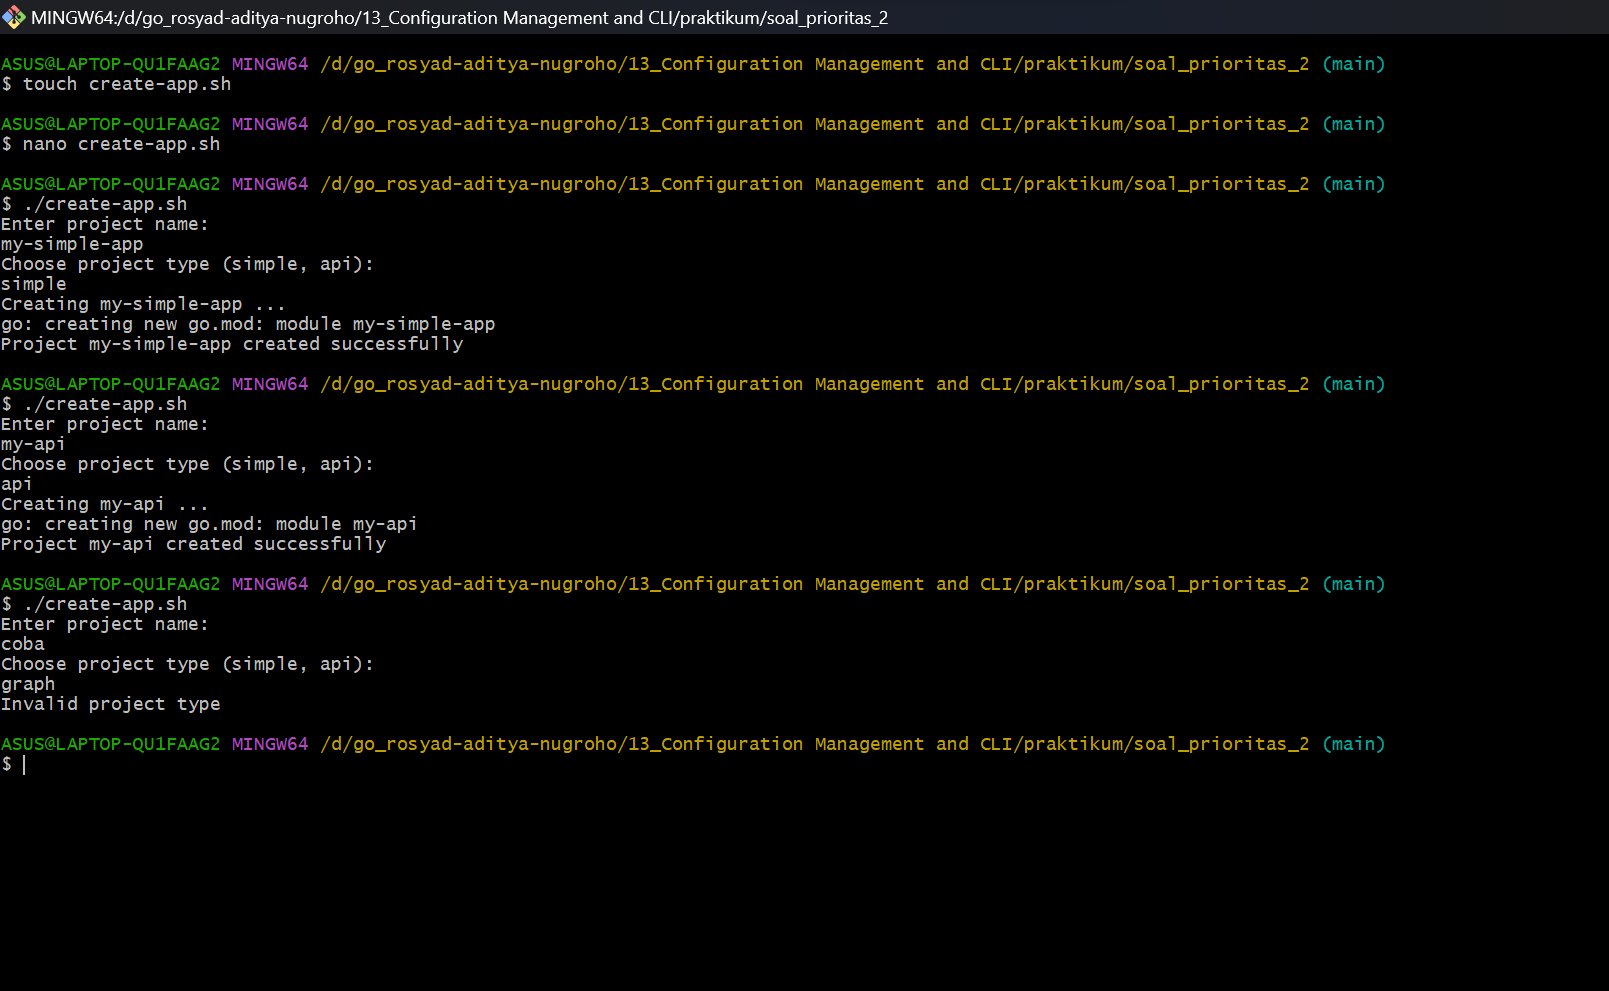 MINGW64:/d/go_rosyad-aditya-nugroho/13_Configuration Management and CLI/praktikum/soal_prioritas_2
ASUS@LAPTOP-QU1FAAG2 MINGW64 /d/go_rosyad-aditya-nugroho/13_Configuration Management and CLI/praktikum/soal_prioritas_2 (main)
$ touch create-app.sh
ASUS@LAPTOP-QU1FAAG2 MINGW64 /d/go_rosyad-aditya-nugroho/13_Configuration Management and CLI/praktikum/soal_prioritas_2 (main)
$ nano create-app.sh
ASUS@LAPTOP-QU1FAAG2 MINGW64 /d/go_rosyad-aditya-nugroho/13_Configuration Management and CLI/praktikum/soal_prioritas_2 (main)
$ ./create-app.sh
Enter project name:
my-simple-app
Choose project type (simple, api):
simple
Creating my-simple-app ...
go: creating new go.mod: module my-simple-app
Project my-simple-app created successfully
ASUS@LAPTOP-QU1FAAG2 MINGW64 /d/go_rosyad-aditya-nugroho/13_Configuration Management and CLI/praktikum/soal_prioritas_2 (main)
$ ./create-app.sh
Enter project name:
my-api
Choose project type (simple, api):
api
Creating my-api ...
go: creating new go.mod: module my-api
Project my-api created successfully
ASUS@LAPTOP-QU1FAAG2 MINGW64 /d/go_rosyad-aditya-nugroho/13_Configuration Management and CLI/praktikum/soal_prioritas_2 (main)
$ ./create-app.sh
Enter project name:
coba
Choose project type (simple, api):
graph
Invalid project type
ASUS@LAPTOP-QU1FAAG2 MINGW64 /d/go_rosyad-aditya-nugroho/13_Configuration Management and CLI/praktikum/soal_prioritas_2 (main)
$